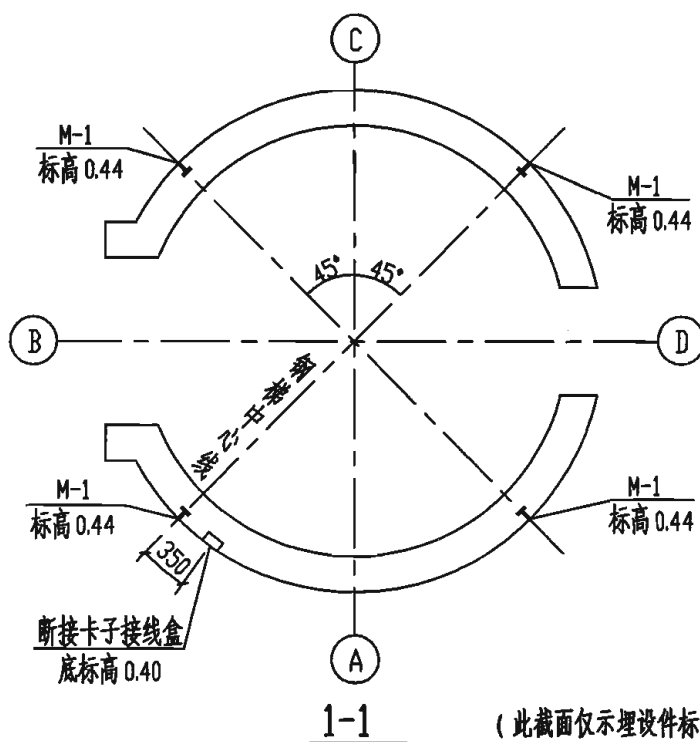 C
M-1
标高 0.44
M-1
标高 0.44
45° 45°
B
D
钢梯中心线
M-1
标高 0.44
M-1
标高 0.44
350
断接卡子接线盒
底标高 0.40
A
1-1
(此截面仅示埋设件标